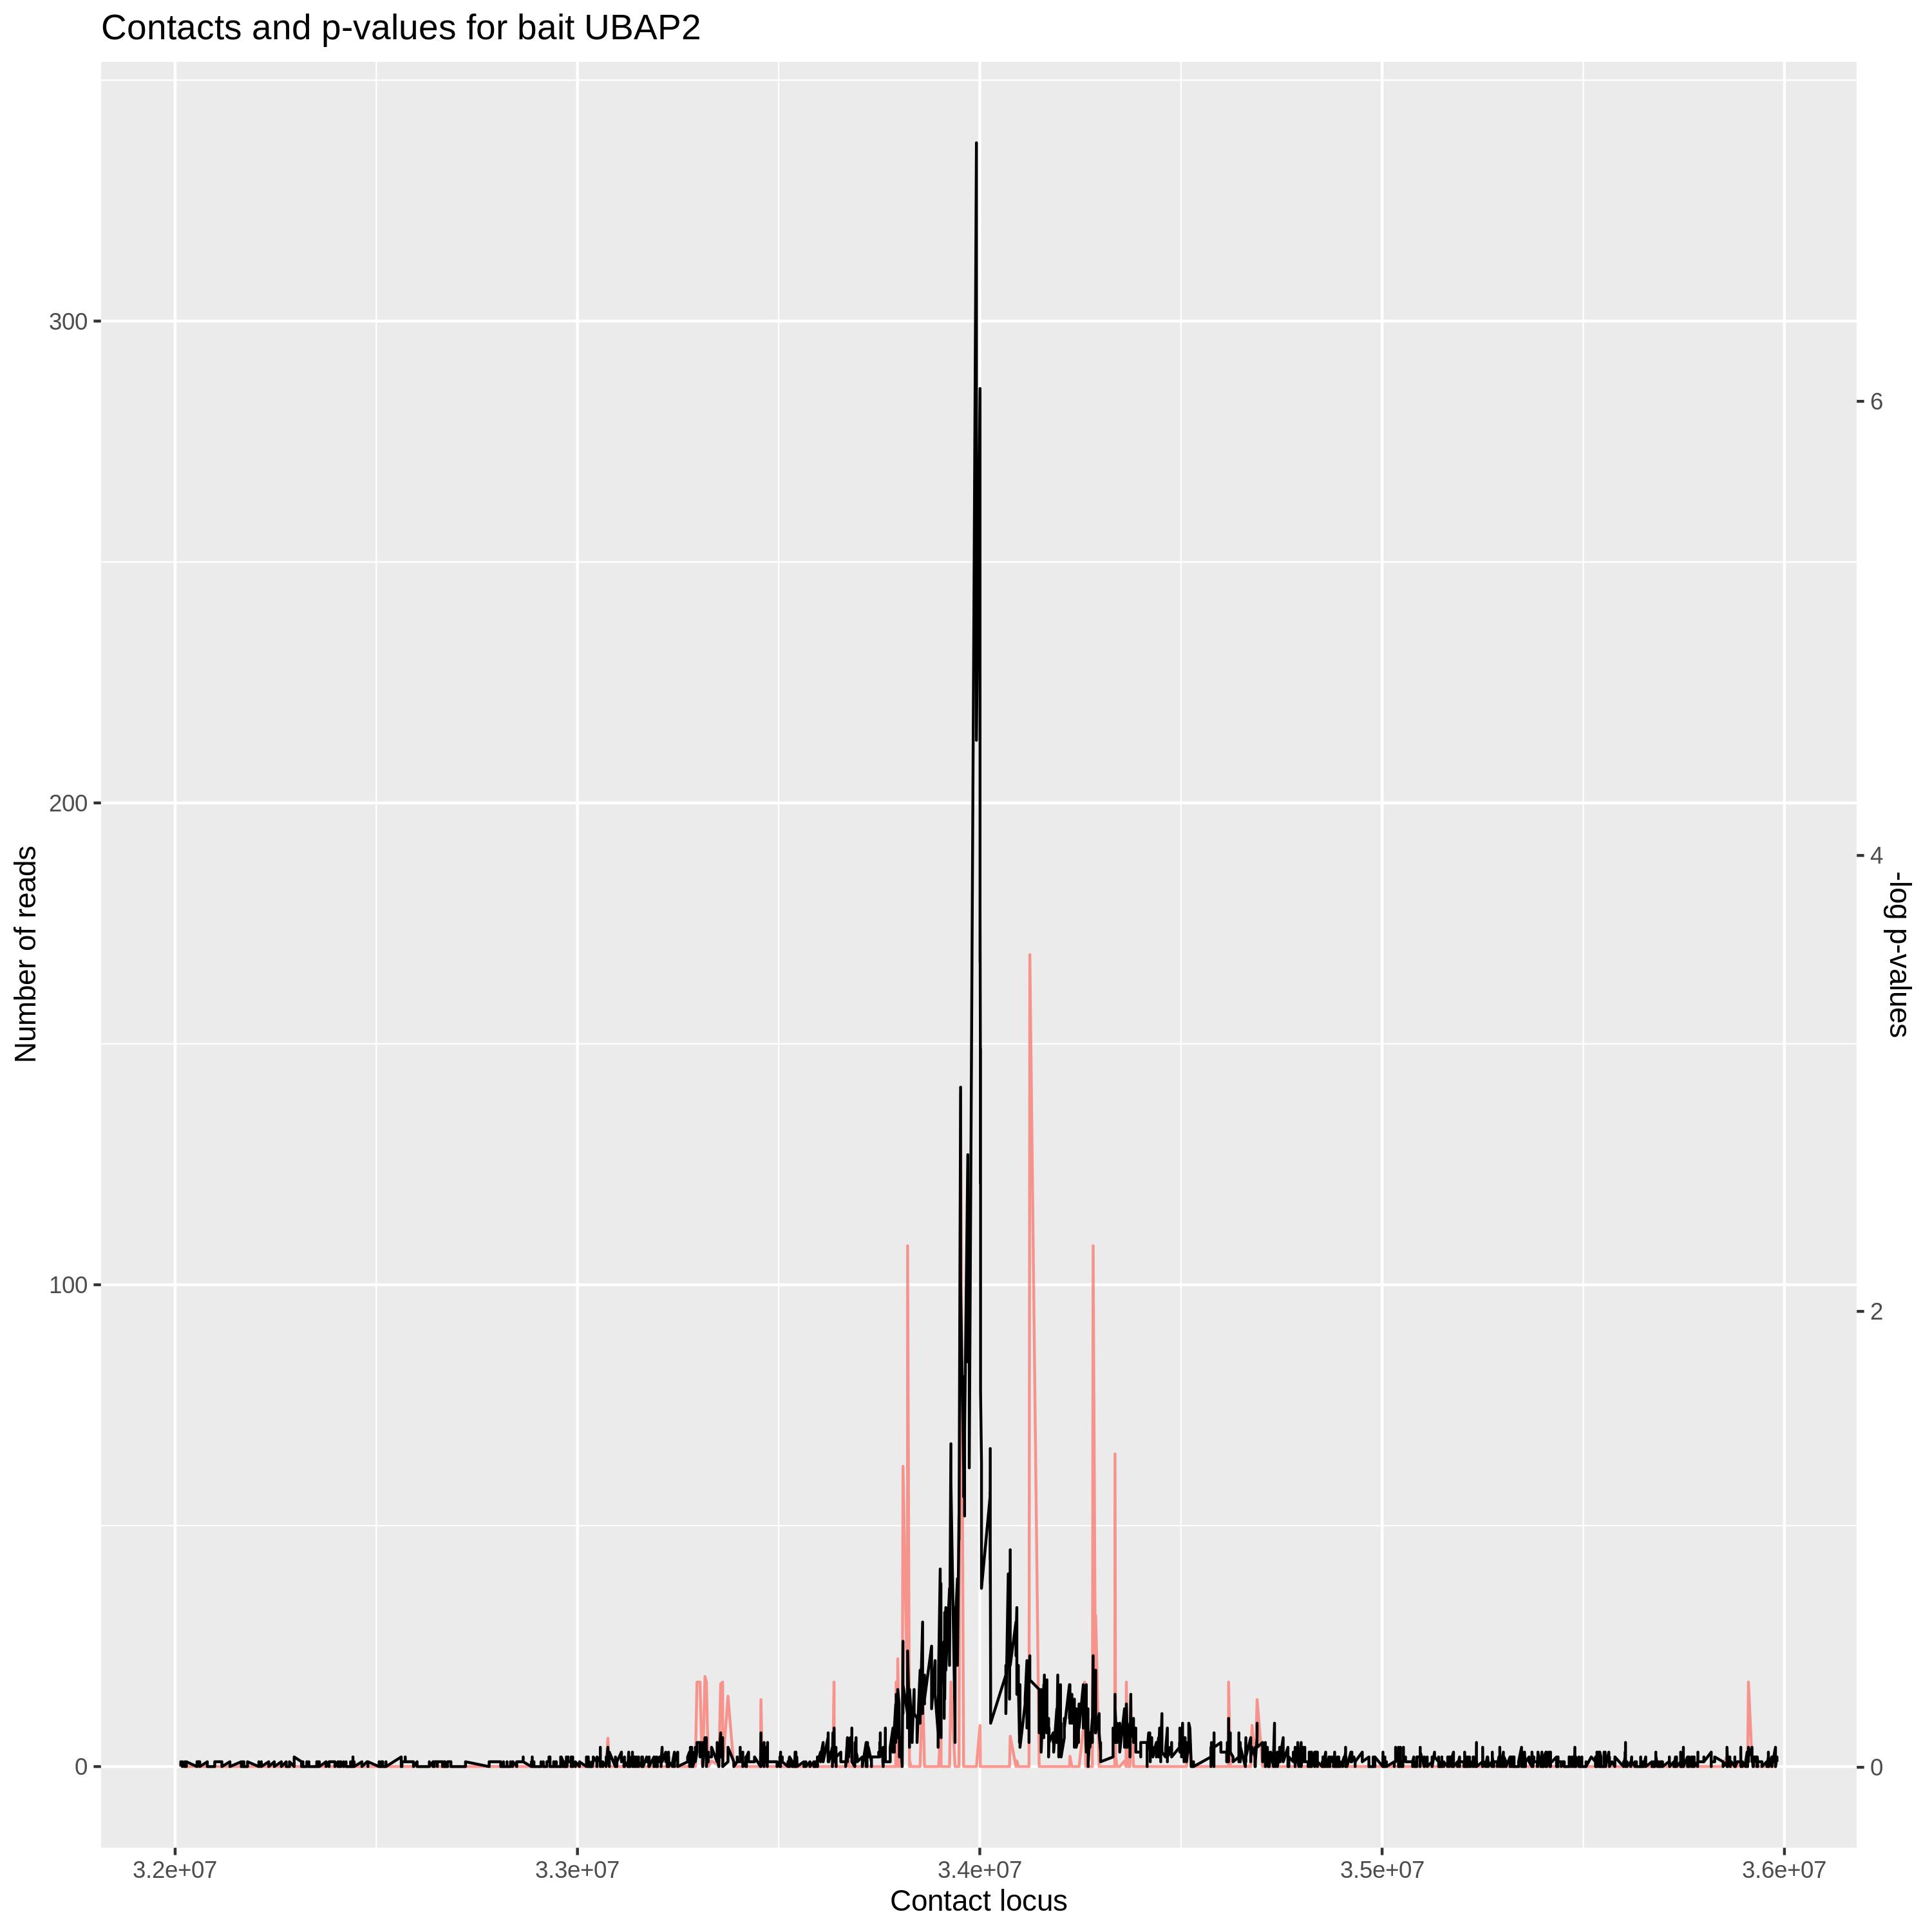 Contacts and p-values for bait UBAP2
Number of reads
300
200
100
0
6
4
2
0
-log p-values
3.2e+07
3.3e+07
3.4e+07
3.5e+07
3.6e+07
Contact locus